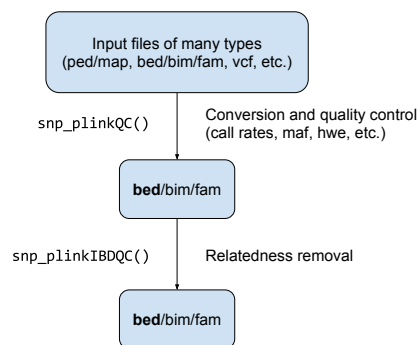 Input files of many types
(ped/map, bed/bim/fam, vcf, etc.)
snp_plinkQC()
Conversion and quality control
(call rates, maf, hwe, etc.)
bed/bim/fam
snp_plinkIBDQC()
Relatedness removal
bed/bim/fam